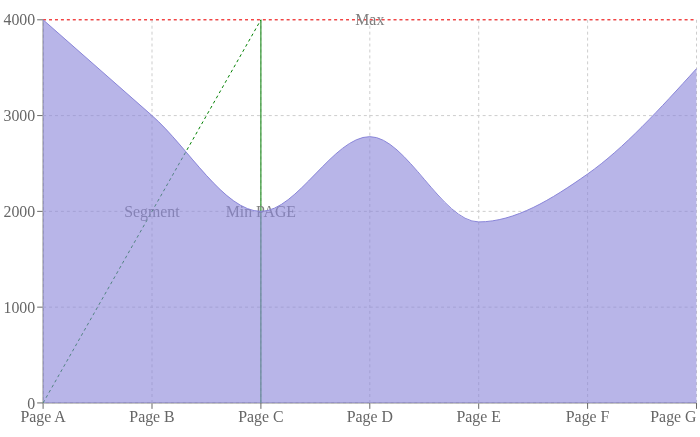 4000
Max
3000
2000
Segment
Min PAGE
1000
0
Page A
Page B
Page C
Page D
Page E
Page F
Page G